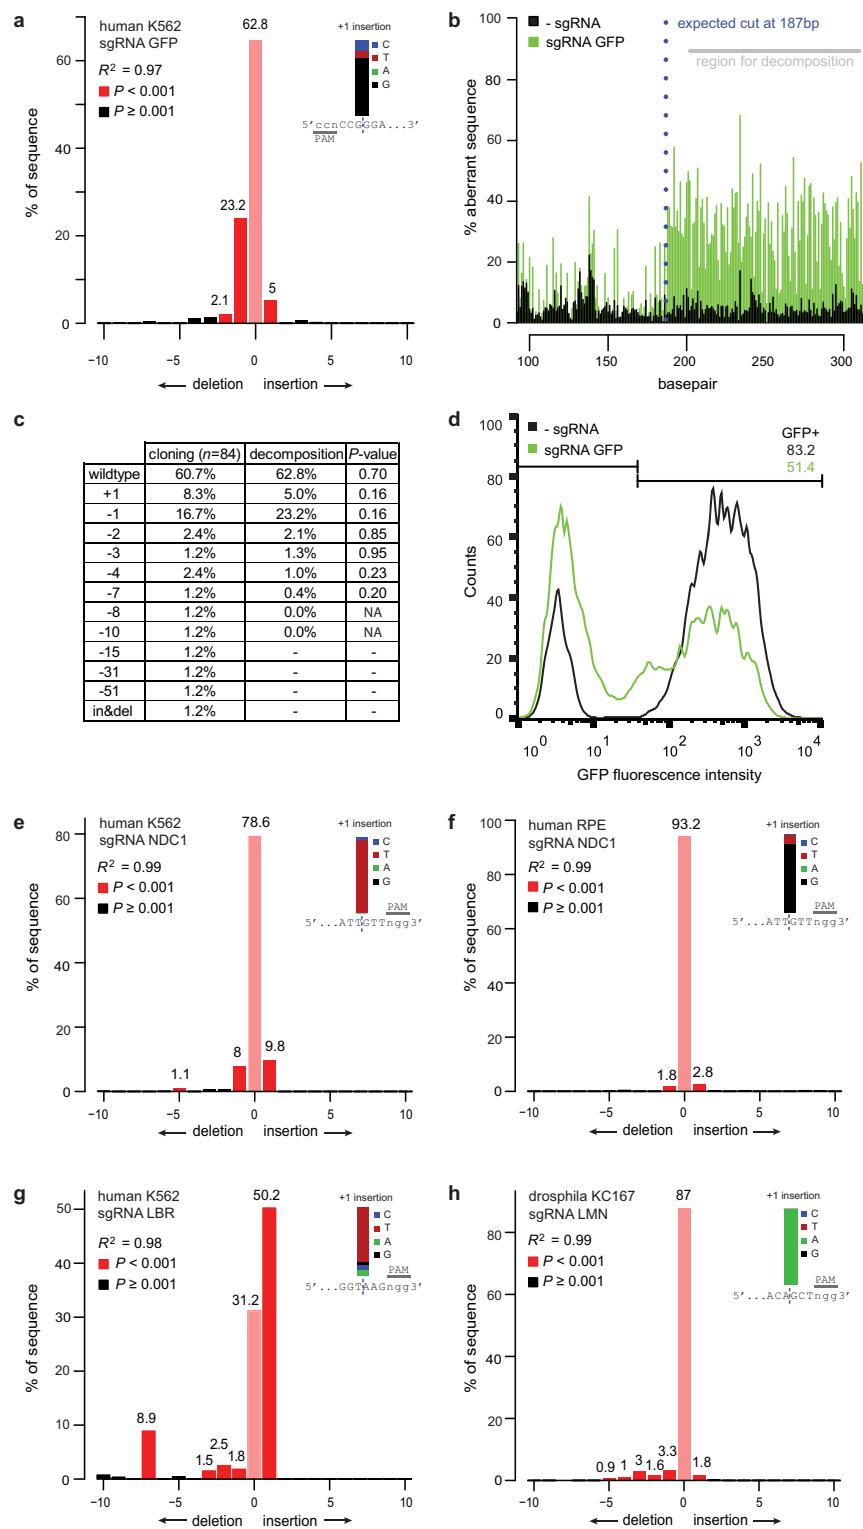 a
human K562
sgRNA GFP
R² = 0.97
P < 0.001
P ≥ 0.001
62.8
23.2
2.1
5
+1 insertion
C
T
A
G
5'ccnCCGGGA...3'
PAM
% of sequence
60
40
20
0
−10
−5
0
5
10
deletion
insertion
b
- sgRNA
sgRNA GFP
expected cut at 187bp
region for decomposition
% aberrant sequence
100
80
60
40
20
0
100
150
200
250
300
basepair
c
cloning (n=84) decomposition P-value
wildtype 60.7% 62.8% 0.70
+1 8.3% 5.0% 0.16
-1 16.7% 23.2% 0.16
-2 2.4% 2.1% 0.85
-3 1.2% 1.3% 0.95
-4 2.4% 1.0% 0.23
-7 1.2% 0.4% 0.20
-8 1.2% 0.0% NA
-10 1.2% 0.0% NA
-15 1.2% - -
-31 1.2% - -
-51 1.2% - -
in&del 1.2% - -
d
- sgRNA
sgRNA GFP
GFP+
83.2
51.4
Counts
100
80
60
40
20
0
10⁰
10¹
10²
10³
10⁴
GFP fluorescence intensity
e
human K562
sgRNA NDC1
R² = 0.99
P < 0.001
P ≥ 0.001
78.6
1.1
8
9.8
+1 insertion
C
T
A
G
PAM
5'...ATTGTTngg3'
% of sequence
80
60
40
20
0
−10
−5
0
5
10
deletion
insertion
f
human RPE
sgRNA NDC1
R² = 0.99
P < 0.001
P ≥ 0.001
93.2
1.8
2.8
+1 insertion
C
T
A
G
PAM
5'...ATTGTTngg3'
% of sequence
100
80
60
40
20
0
−10
−5
0
5
10
deletion
insertion
g
human K562
sgRNA LBR
R² = 0.98
P < 0.001
P ≥ 0.001
50.2
31.2
8.9
1.5
2.5
1.8
+1 insertion
C
T
A
G
PAM
5'...GGTAAGngg3'
% of sequence
50
40
30
20
10
0
−10
−5
0
5
10
deletion
insertion
h
drosphila KC167
sgRNA LMN
R² = 0.99
P < 0.001
P ≥ 0.001
87
0.9
1
3
1.6
3.3
1.8
+1 insertion
C
T
A
G
PAM
5'...ACAGCTngg3'
% of sequence
80
60
40
20
0
−10
−5
0
5
10
deletion
insertion